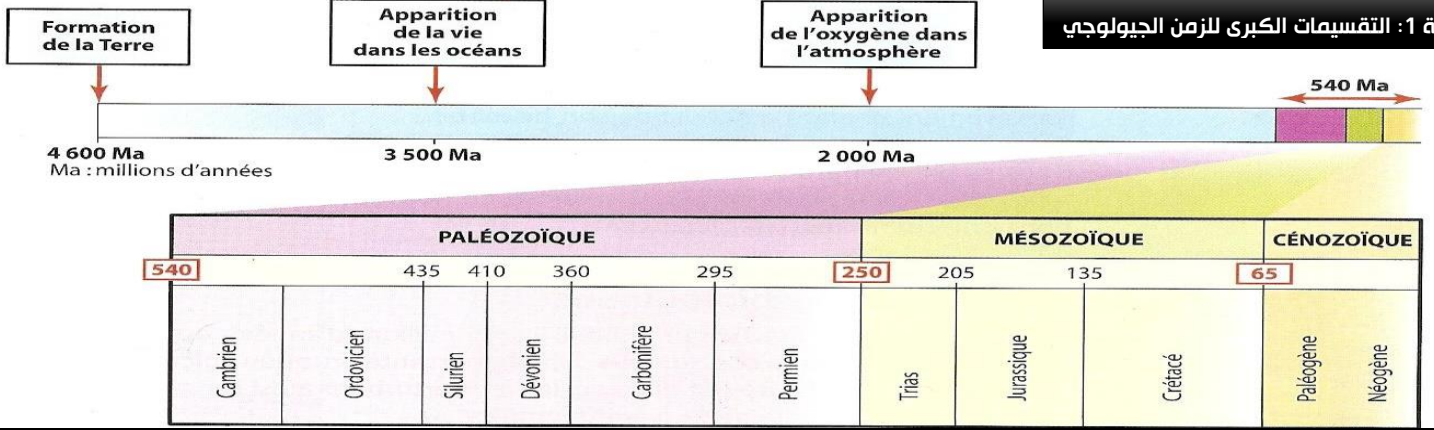 ة 1: التقسيمات الكبرى للزمن الجيولوجي
Formation
de la Terre
Apparition
de la vie
dans les océans
Apparition
de l'oxygène dans
l'atmosphère
540 Ma
4 600 Ma
3 500 Ma
2 000 Ma
Ma : millions d'années
PALÉOZOÏQUE
MÉSOZOÏQUE
CÉNOZOÏQUE
540
435
410
360
295
250
205
135
65
Cambrien
Ordovicien
Silurien
Dévonien
Carbonifère
Permien
Trias
Jurassique
Crétacé
Paléogène
Néogène